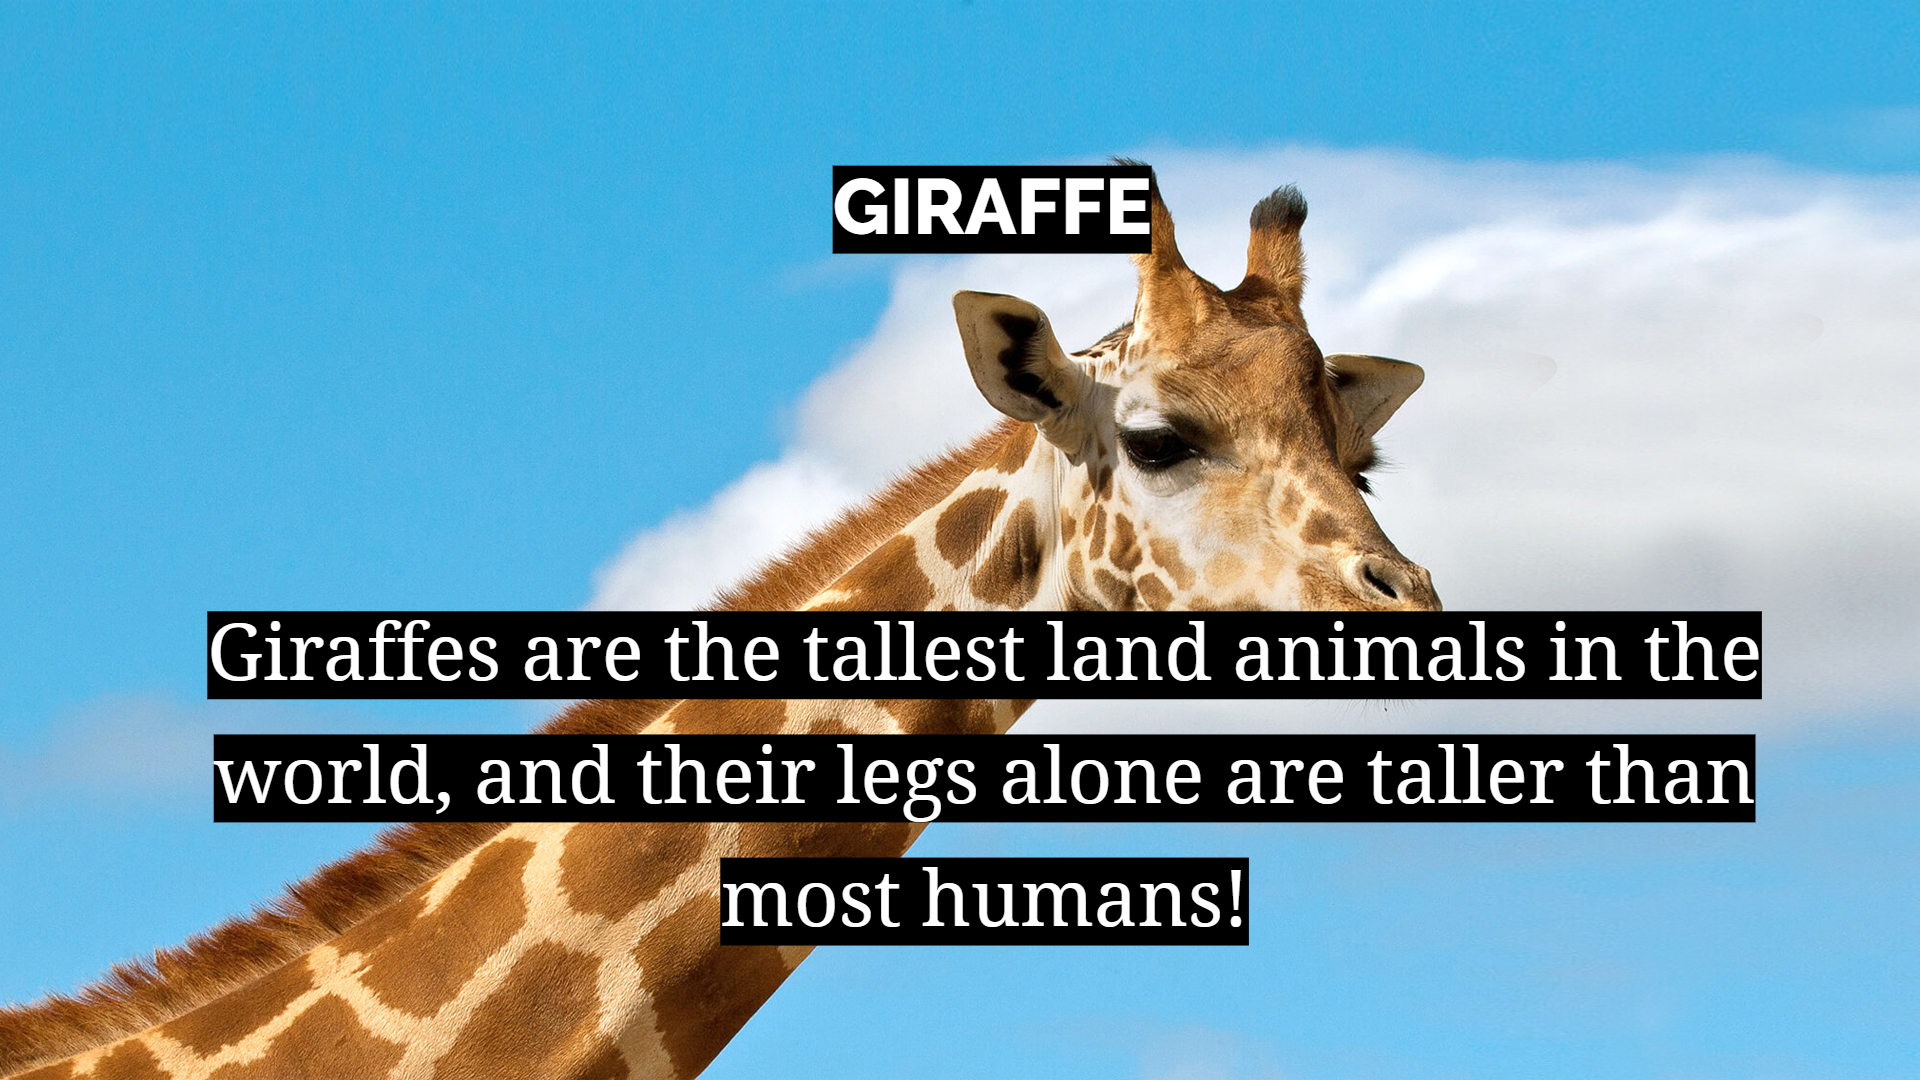 GIRAFFE
Giraffes are the tallest land animals in the
world, and their legs alone are taller than
most humans!